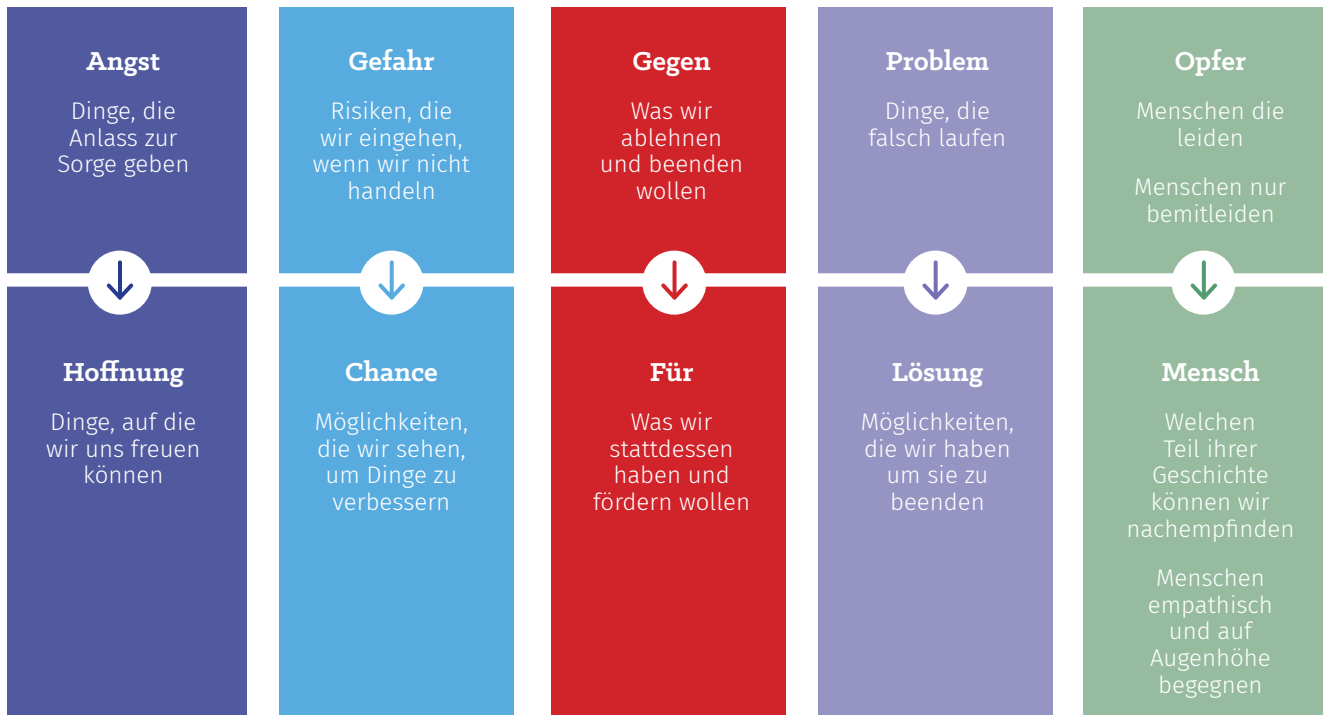 Angst
Dinge, die
Anlass zur
Sorge geben
Gefahr
Risiken, die
wir eingehen,
wenn wir nicht
handeln
Gegen
Was wir
ablehnen
und beenden
wollen
Problem
Dinge, die
falsch laufen
Opfer
Menschen die
leiden
Menschen nur
bemitleiden
Hoffnung
Dinge, auf die
wir uns freuen
können
Chance
Möglichkeiten,
die wir sehen,
um Dinge zu
verbessern
Für
Was wir
stattdessen
haben und
fördern wollen
Lösung
Möglichkeiten,
die wir haben
um sie zu
beenden
Mensch
Welchen
Teil ihrer
Geschichte
können wir
nachempfinden
Menschen
empathisch
und auf
Augenhöhe
begegnen